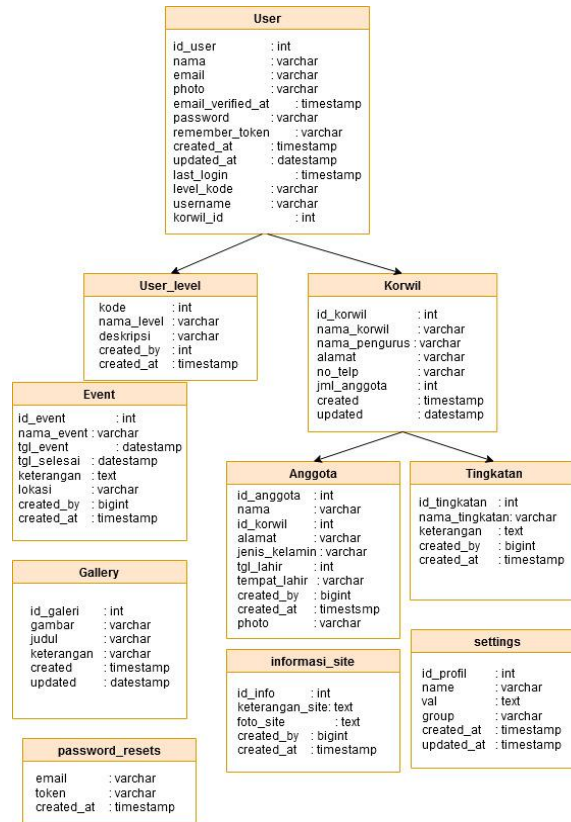 User
id_user : int
nama : varchar
email : varchar
photo : varchar
email_verified_at : timestamp
password : varchar
remember_token : varchar
created_at : timestamp
updated_at : datestamp
last_login : timestamp
level_kode : varchar
username : varchar
korwil_id : int
User_level
kode : int
nama_level : varchar
deskripsi : varchar
created_by : int
created_at : timestamp
Korwil
id_korwil : int
nama_korwil : varchar
nama_pengurus : varchar
alamat : varchar
no_telp : varchar
jml_anggota : int
created : timestamp
updated : datestamp
Event
id_event : int
nama_event : varchar
tgl_event : datestamp
tgl_selesai : datestamp
keterangan : text
lokasi : varchar
created_by : bigint
created_at : timestamp
Anggota
id_anggota : int
nama : varchar
id_korwil : int
alamat : varchar
jenis_kelamin : varchar
tgl_lahir : int
tempat_lahir : varchar
created_by : bigint
created_at : timestsmp
photo : varchar
Tingkatan
id_tingkatan : int
nama_tingkatan: varchar
keterangan : text
created_by : bigint
created_at : timestamp
Gallery
id_galeri : int
gambar : varchar
judul : varchar
keterangan : varchar
created : timestamp
updated : datestamp
informasi_site
id_info : int
keterangan_site: text
foto_site : text
created_by : bigint
created_at : timestamp
settings
id_profil : int
name : varchar
val : text
group : varchar
created_at : timestamp
updated_at : timestamp
password_resets
email : varchar
token : varchar
created_at : timestamp